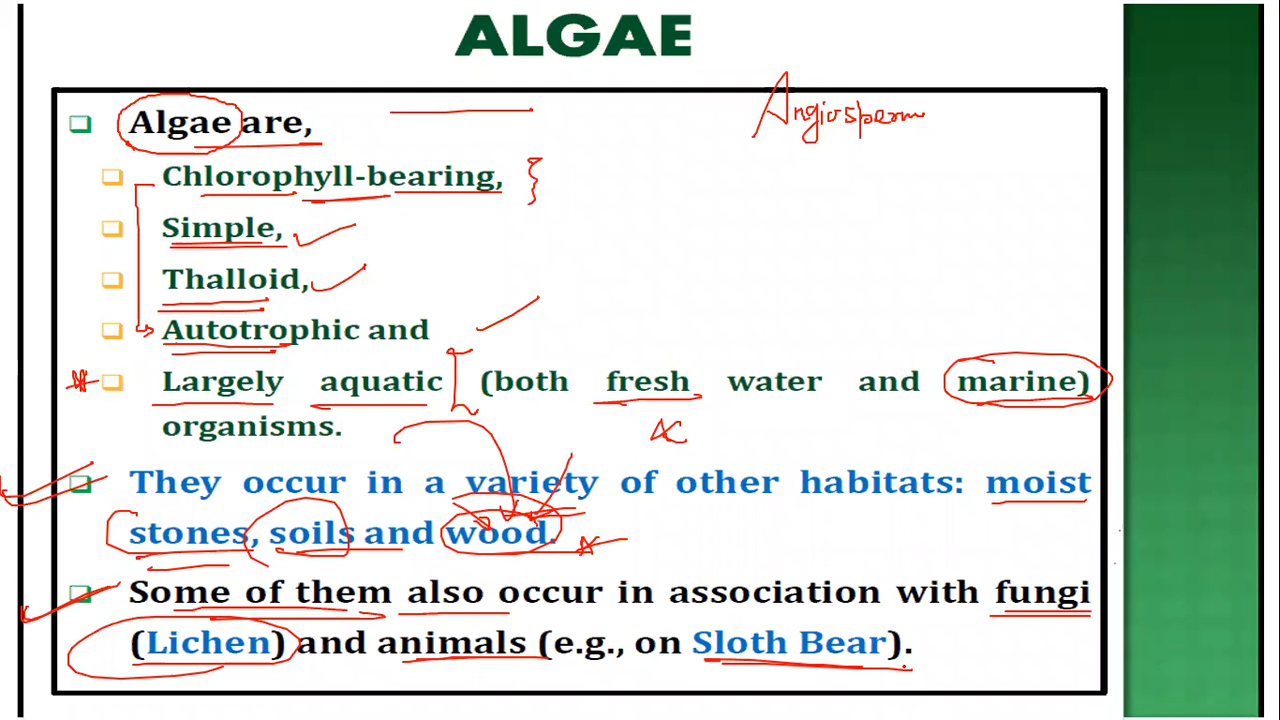 ALGAE
Angiosperm
Algae are,
Chlorophyll-bearing,
Simple,
Thalloid,
Autotrophic and
Largely aquatic (both fresh water and marine)
organisms.
They occur in a variety of other habitats: moist
stones, soils and wood.
Some of them also occur in association with fungi
(Lichen) and animals (e.g., on Sloth Bear).